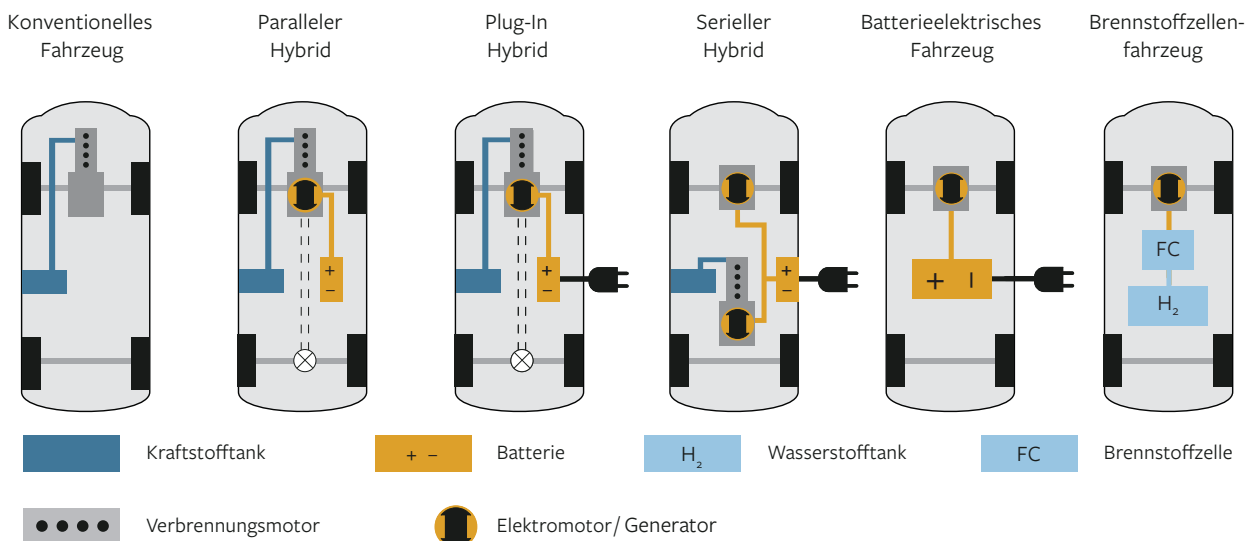 Konventionelles
Fahrzeug
Paralleler
Hybrid
Plug-In
Hybrid
Serieller
Hybrid
Batterieelektrisches
Fahrzeug
Brennstoffzellen-
fahrzeug
+
–
+
–
+
–
+ –
FC
H₂
Kraftstofftank
+ –
Batterie
H₂
Wasserstofftank
FC
Brennstoffzelle
Verbrennungsmotor
Elektromotor/ Generator